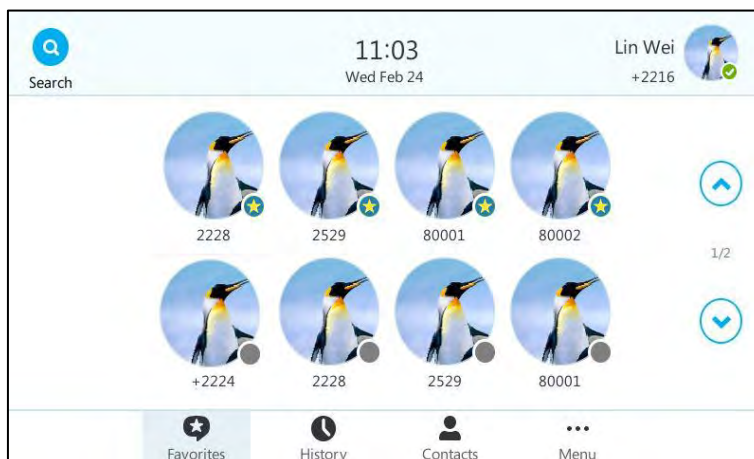 Search
11:03
Wed Feb 24
Lin Wei
+2216
2228 2529 80001 80002
1/2
+2224 2228 2529 80001
Favorites History Contacts Menu